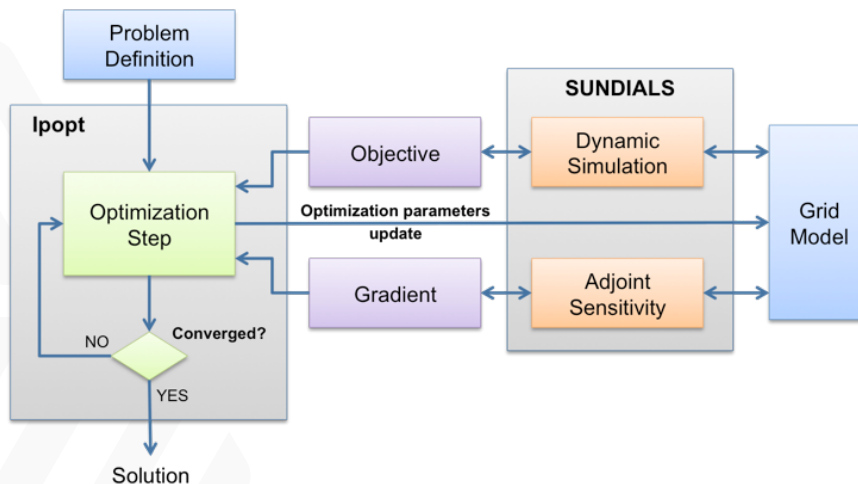 Problem
Definition
SUNDIALS
Ipopt
Objective
Dynamic
Simulation
Optimization
Step
Optimization parameters
update
Grid
Model
Gradient
Adjoint
Sensitivity
Converged?
NO
YES
Solution